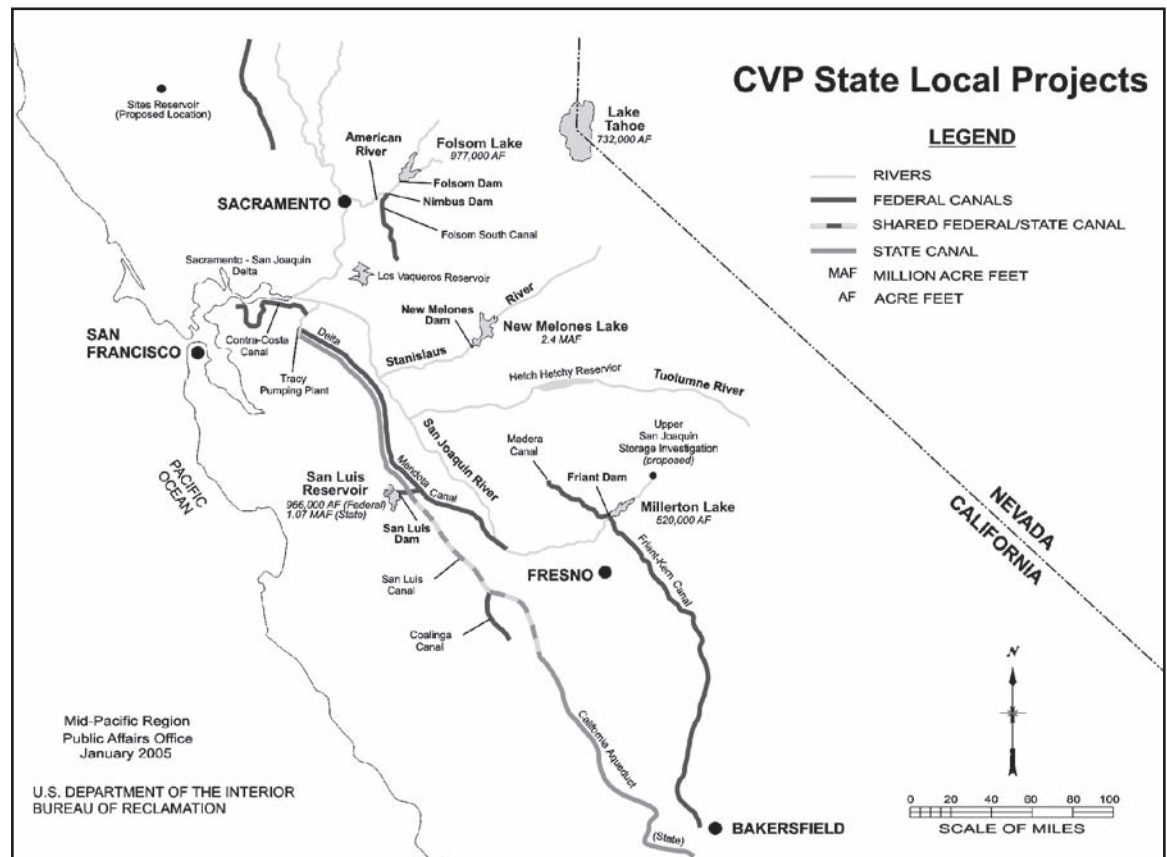 CVP State Local Projects
LEGEND
RIVERS
FEDERAL CANALS
SHARED FEDERAL/STATE CANAL
STATE CANAL
MAF MILLION ACRE FEET
AF ACRE FEET
Sites Reservoir
(Proposed Location)
Lake
Tahoe
732,000 AF
American
River
Folsom Lake
977,000 AF
Folsom Dam
Nimbus Dam
SACRAMENTO
Folsom South Canal
Sacramento - San Joaquin
Delta
Los Vaqueros Reservoir
SAN
FRANCISCO
Contra-Costa
Canal
Tracy
Pumping Plant
Delta
Mendota
Canal
New Melones
Dam
River
Stanislaus
New Melones Lake
2.4 MAF
Hetch Hetchy Reservior
Tuolumne River
San Joaquin River
Madera
Canal
Upper
San Joaquin
Storage Investigation
(proposed)
Friant Dam
Millerton Lake
520,000 AF
PACIFIC
OCEAN
San Luis
Reservoir
966,000 AF (Federal)
1.07 MAF (State)
San Luis
Dam
San Luis
Canal
FRESNO
Friant-Kern Canal
NEVADA
CALIFORNIA
Coalinga
Canal
California Aqueduct
(State)
BAKERSFIELD
N
Mid-Pacific Region
Public Affairs Office
January 2005
U.S. DEPARTMENT OF THE INTERIOR
BUREAU OF RECLAMATION
0 20 40 60 80 100
SCALE OF MILES